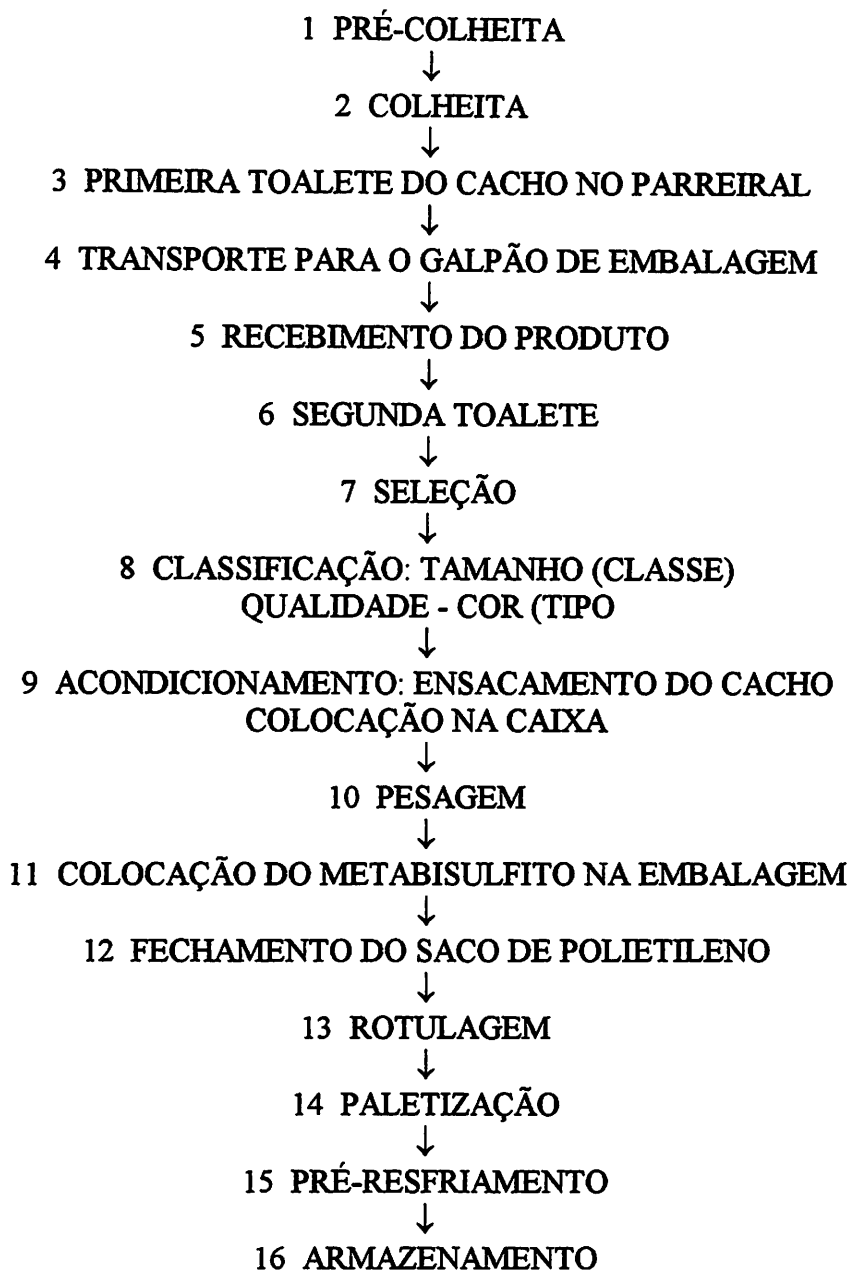 1 PRÉ-COLHEITA
↓
2 COLHEITA
↓
3 PRIMEIRA TOALETE DO CACHO NO PARREIRAL
↓
4 TRANSPORTE PARA O GALPÃO DE EMBALAGEM
↓
5 RECEBIMENTO DO PRODUTO
↓
6 SEGUNDA TOALETE
↓
7 SELEÇÃO
↓
8 CLASSIFICAÇÃO: TAMANHO (CLASSE)
QUALIDADE - COR (TIPO
↓
9 ACONDICIONAMENTO: ENSACAMENTO DO CACHO
COLOCAÇÃO NA CAIXA
↓
10 PESAGEM
↓
11 COLOCAÇÃO DO METABISULFITO NA EMBALAGEM
↓
12 FECHAMENTO DO SACO DE POLIETILENO
↓
13 ROTULAGEM
↓
14 PALETIZAÇÃO
↓
15 PRÉ-RESFRIAMENTO
↓
16 ARMAZENAMENTO